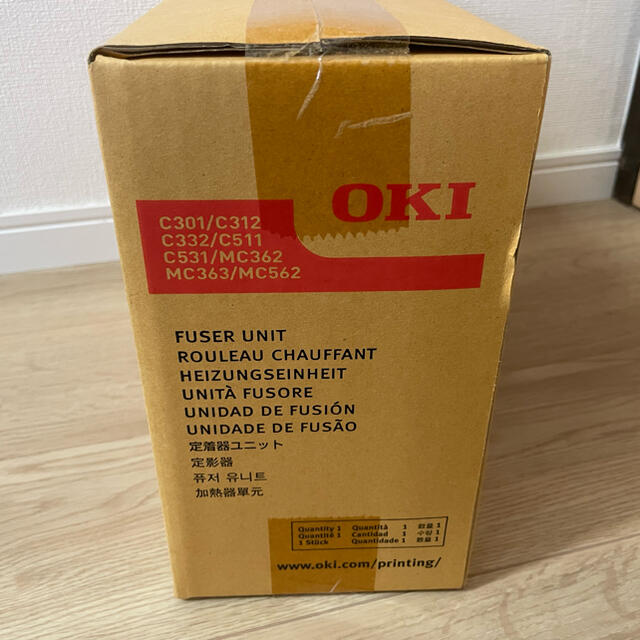 OKI
C301/C312
C332/C511
C531/MC362
MC363/MC562
FUSER UNIT
ROULEAU CHAUFFANT
HEIZUNGSEINHEIT
UNITÀ FUSORE
UNIDAD DE FUSIÓN
UNIDADE DE FUSÃO
定着器ユニット
定影器
퓨저 유니트
加熱器單元
Quantity 1 Quantità 1 数量 1
Quantité 1 Cantidad 1 수량 1
1 Stück Quantidade 1 數量 1
www.oki.com/printing/